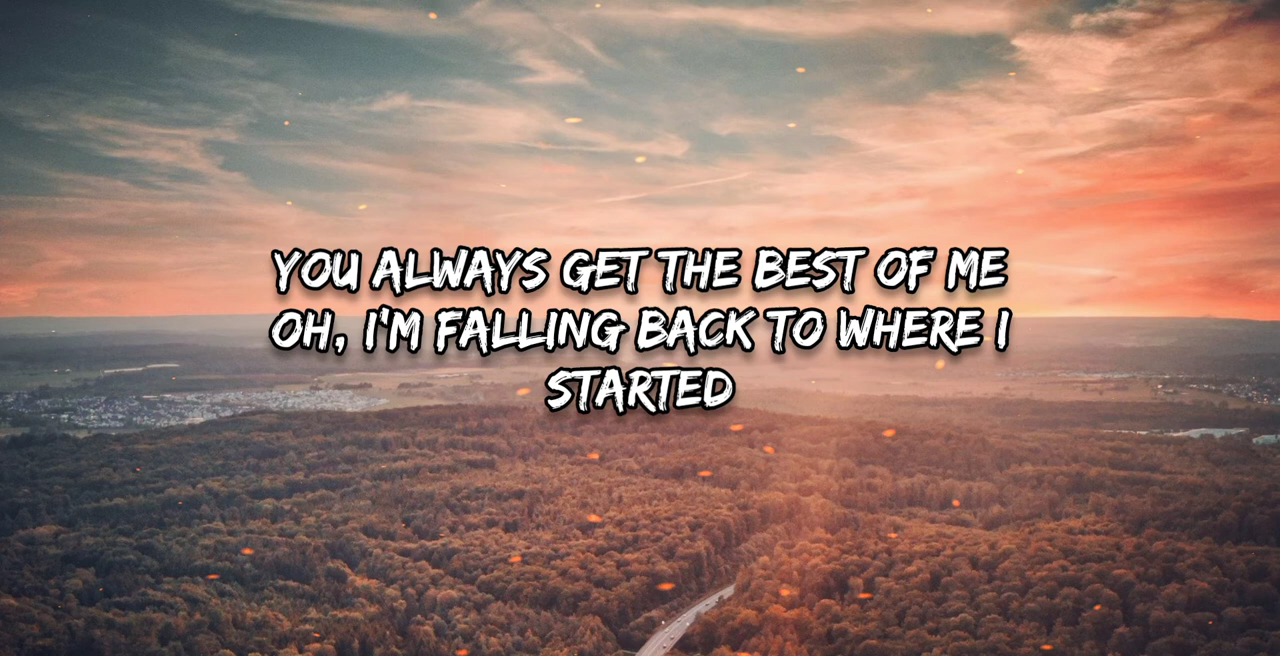 YOU ALWAYS GET THE BEST OF ME
OH, I'M FALLING BACK TO WHERE I
STARTED